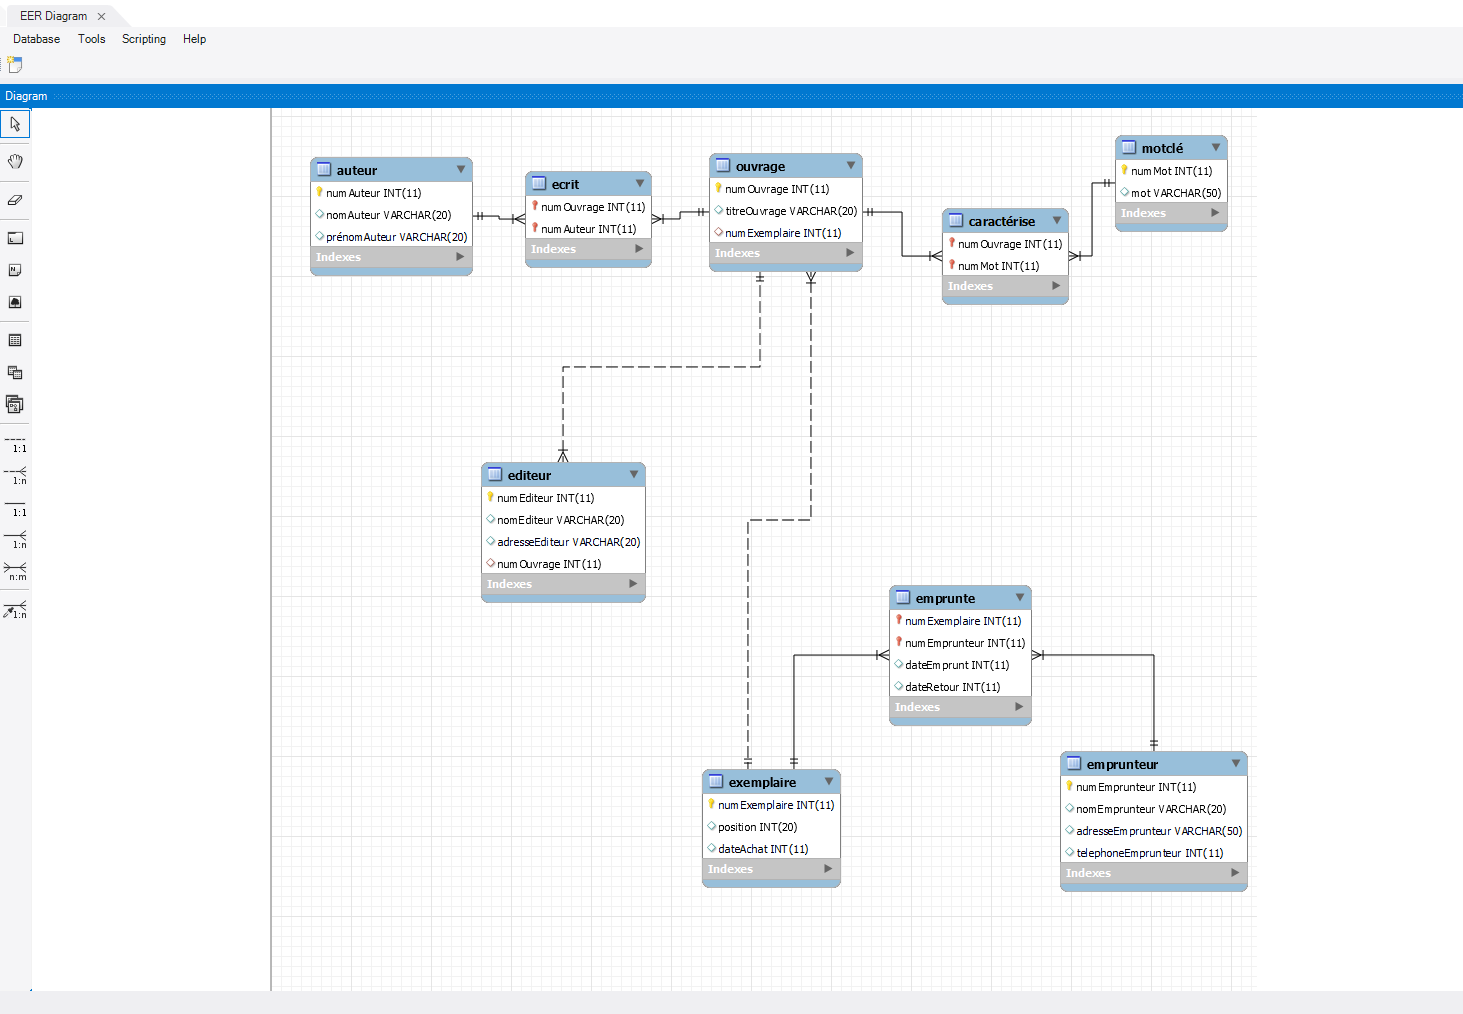 EER Diagram
Database Tools Scripting Help
Diagram
1:1
1:n
1:1
1:n
n:m
1:n
auteur
numAuteur INT(11)
nomAuteur VARCHAR(20)
prénomAuteur VARCHAR(20)
Indexes
ecrit
numOuvrage INT(11)
numAuteur INT(11)
Indexes
ouvrage
numOuvrage INT(11)
titreOuvrage VARCHAR(20)
numExemplaire INT(11)
Indexes
caractérise
numOuvrage INT(11)
numMot INT(11)
Indexes
motclé
numMot INT(11)
mot VARCHAR(50)
Indexes
editeur
numEditeur INT(11)
nomEditeur VARCHAR(20)
adresseEditeur VARCHAR(20)
numOuvrage INT(11)
Indexes
emprunte
numExemplaire INT(11)
numEmprunteur INT(11)
dateEmprunt INT(11)
dateRetour INT(11)
Indexes
exemplaire
numExemplaire INT(11)
position INT(20)
dateAchat INT(11)
Indexes
emprunteur
numEmprunteur INT(11)
nomEmprunteur VARCHAR(20)
adresseEmprunteur VARCHAR(50)
telephoneEmprunteur INT(11)
Indexes